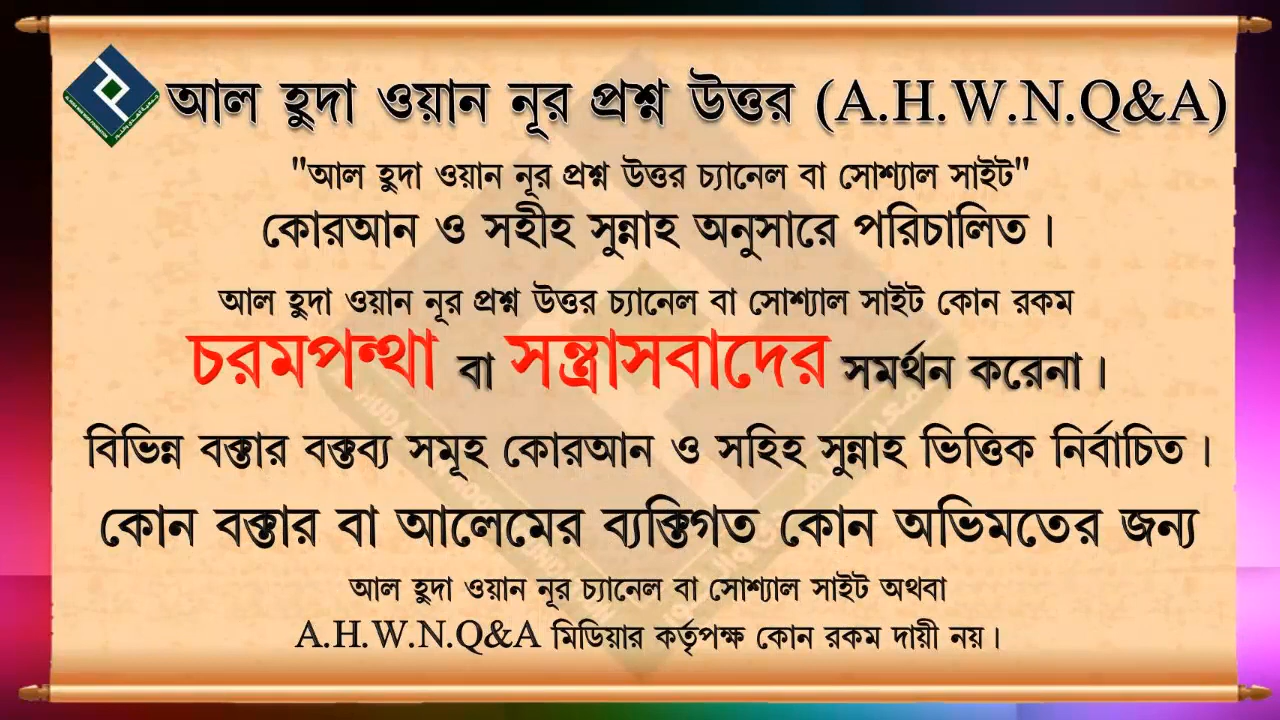 আল হুদা ওয়ান নূর প্রশ্ন উত্তর (A.H.W.N.Q&A)
"আল হুদা ওয়ান নূর প্রশ্ন উত্তর চ্যানেল বা সোশ্যাল সাইট"
কোরআন ও সহীহ সুন্নাহ অনুসারে পরিচালিত।
আল হুদা ওয়ান নূর প্রশ্ন উত্তর চ্যানেল বা সোশ্যাল সাইট কোন রকম
চরমপন্থা বা সন্ত্রাসবাদের সমর্থন করেনা।
বিভিন্ন বক্তার বক্তব্য সমূহ কোরআন ও সহিহ সুন্নাহ ভিত্তিক নির্বাচিত।
কোন বক্তার বা আলেমের ব্যক্তিগত কোন অভিমতের জন্য
আল হুদা ওয়ান নূর চ্যানেল বা সোশ্যাল সাইট অথবা
A.H.W.N.Q&A মিডিয়ার কর্তৃপক্ষ কোন রকম দায়ী নয়।